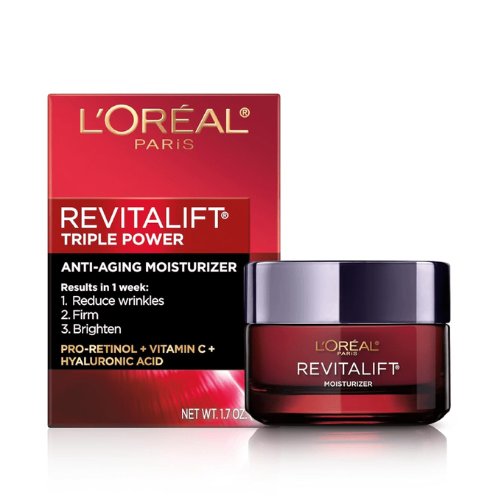 L'ORÉAL®
PARIS
REVITALIFT®
TRIPLE POWER
ANTI-AGING MOISTURIZER
Results in 1 week:
1. Reduce wrinkles
2. Firm
3. Brighten
PRO-RETINOL + VITAMIN C +
HYALURONIC ACID
NET WT. 1.7 OZ.
L'ORÉAL®
PARIS
REVITALIFT®
MOISTURIZER